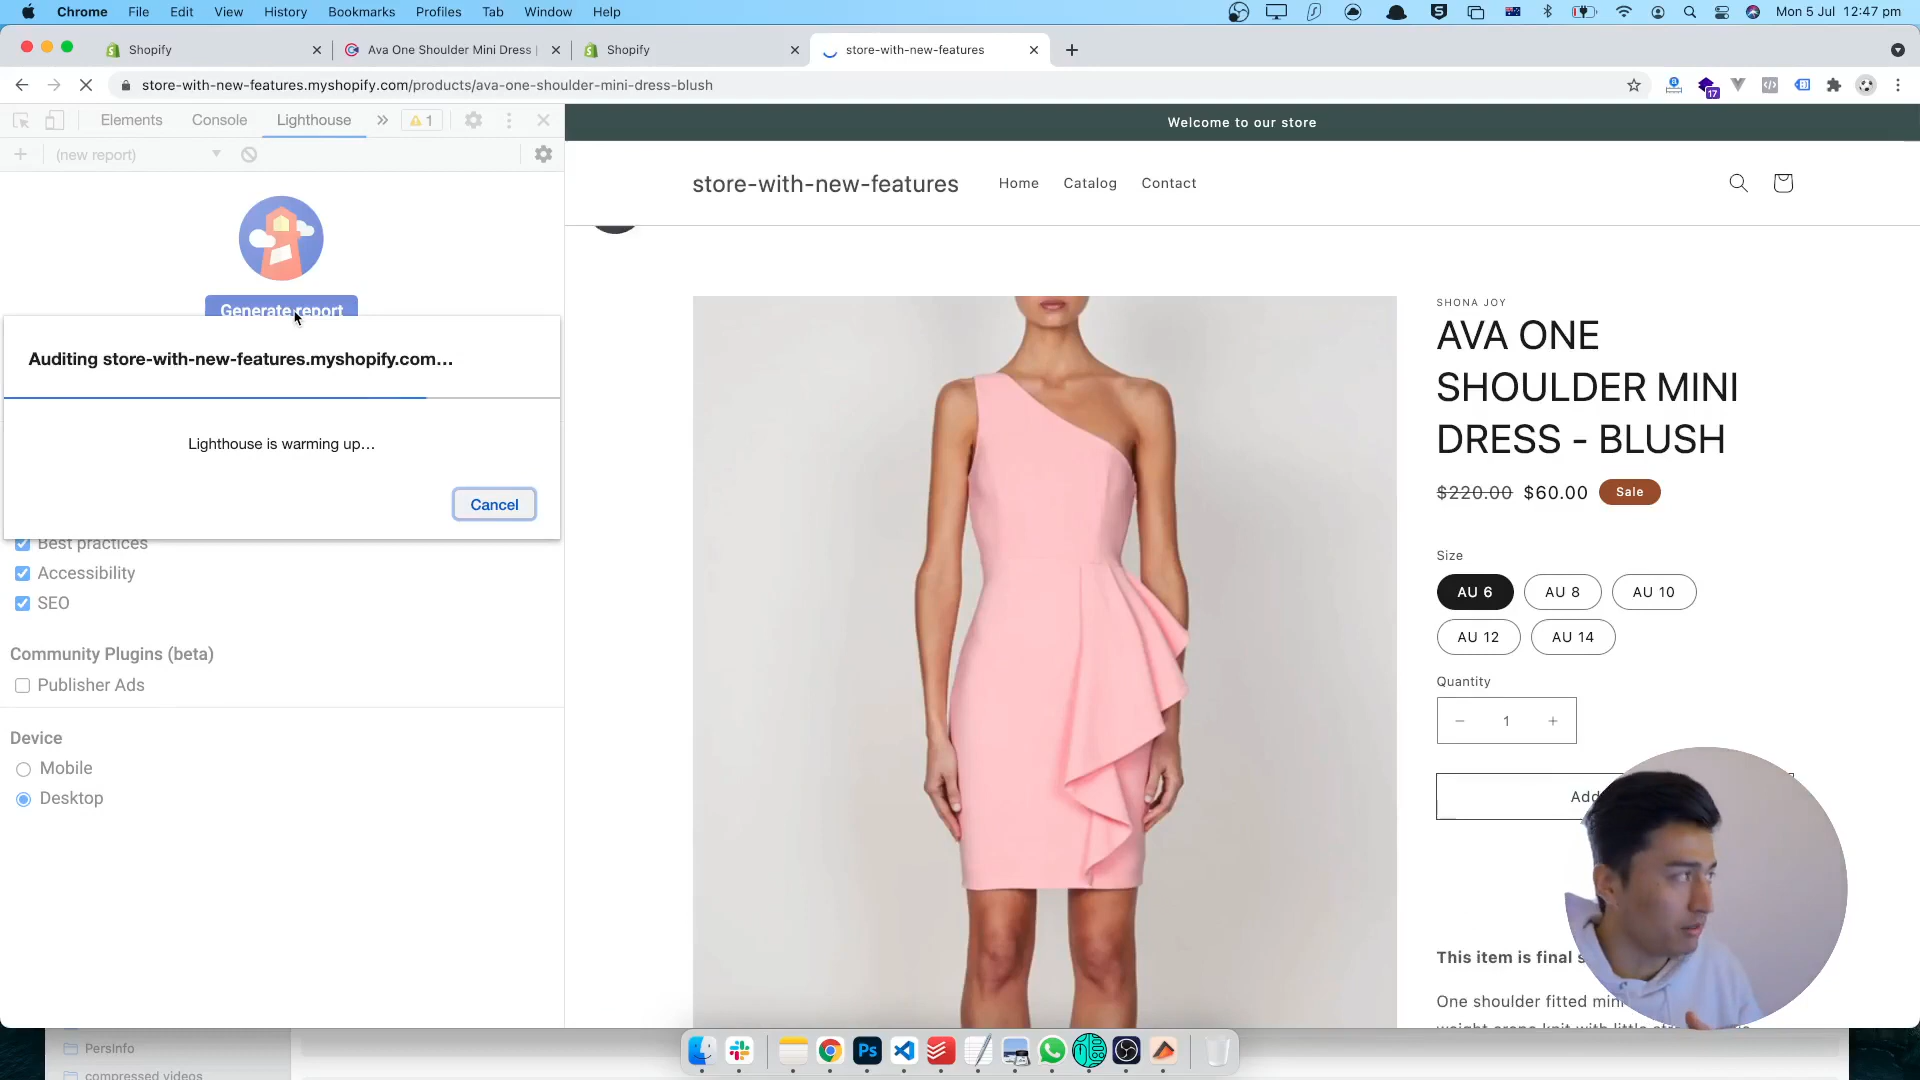 Chrome File Edit View History Bookmarks Profiles Tab Window Help Mon 5 Jul 12:47 pm
Shopify Ava One Shoulder Mini Dress | Shopify store-with-new-features
store-with-new-features.myshopify.com/products/ava-one-shoulder-mini-dress-blush
17
Elements Console Lighthouse 1
(new report)
Generate report
Auditing store-with-new-features.myshopify.com...
Lighthouse is warming up...
Cancel
Best practices
Accessibility
SEO
Community Plugins (beta)
Publisher Ads
Device
Mobile
Desktop
Welcome to our store
store-with-new-features Home Catalog Contact
SHONA JOY
AVA ONE
SHOULDER MINI
DRESS - BLUSH
$220.00 $60.00 Sale
Size
AU 6 AU 8 AU 10
AU 12 AU 14
Quantity
− 1 +
Add
This item is final s
One shoulder fitted mini
PersInfo
compressed videos
Ps